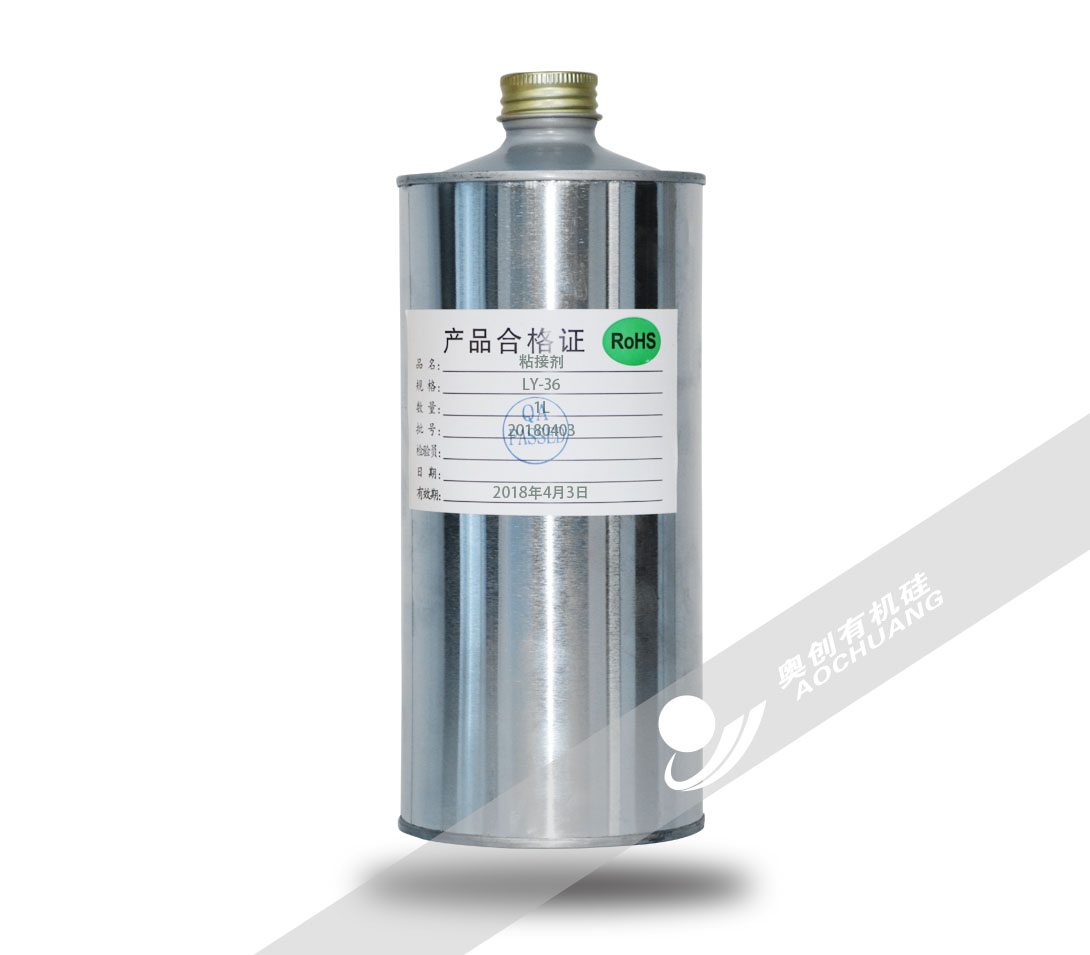 产品合格证
RoHS
品 名: 粘接剂
规 格: LY-36
数 量: 1L
批 号: 20180403
QA
PASSED
检验员:
日 期:
有效期: 2018年4月3日
奥创有机硅
AOCHUANG